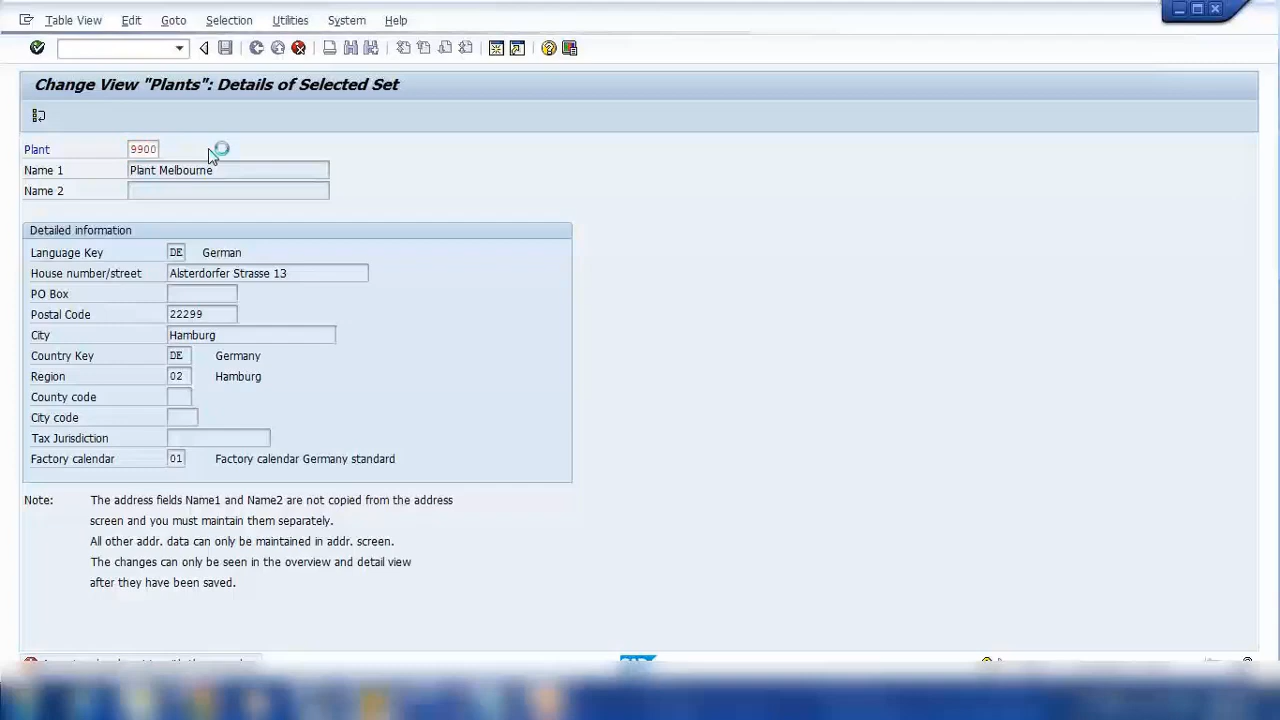 Table View Edit Goto Selection Utilities System Help
Change View "Plants": Details of Selected Set
Plant 9900
Name 1 Plant Melbourne
Name 2
Detailed information
Language Key DE German
House number/street Alsterdorfer Strasse 13
PO Box
Postal Code 22299
City Hamburg
Country Key DE Germany
Region 02 Hamburg
County code
City code
Tax Jurisdiction
Factory calendar 01 Factory calendar Germany standard
Note: The address fields Name1 and Name2 are not copied from the address
screen and you must maintain them separately.
All other addr. data can only be maintained in addr. screen.
The changes can only be seen in the overview and detail view
after they have been saved.
SAP